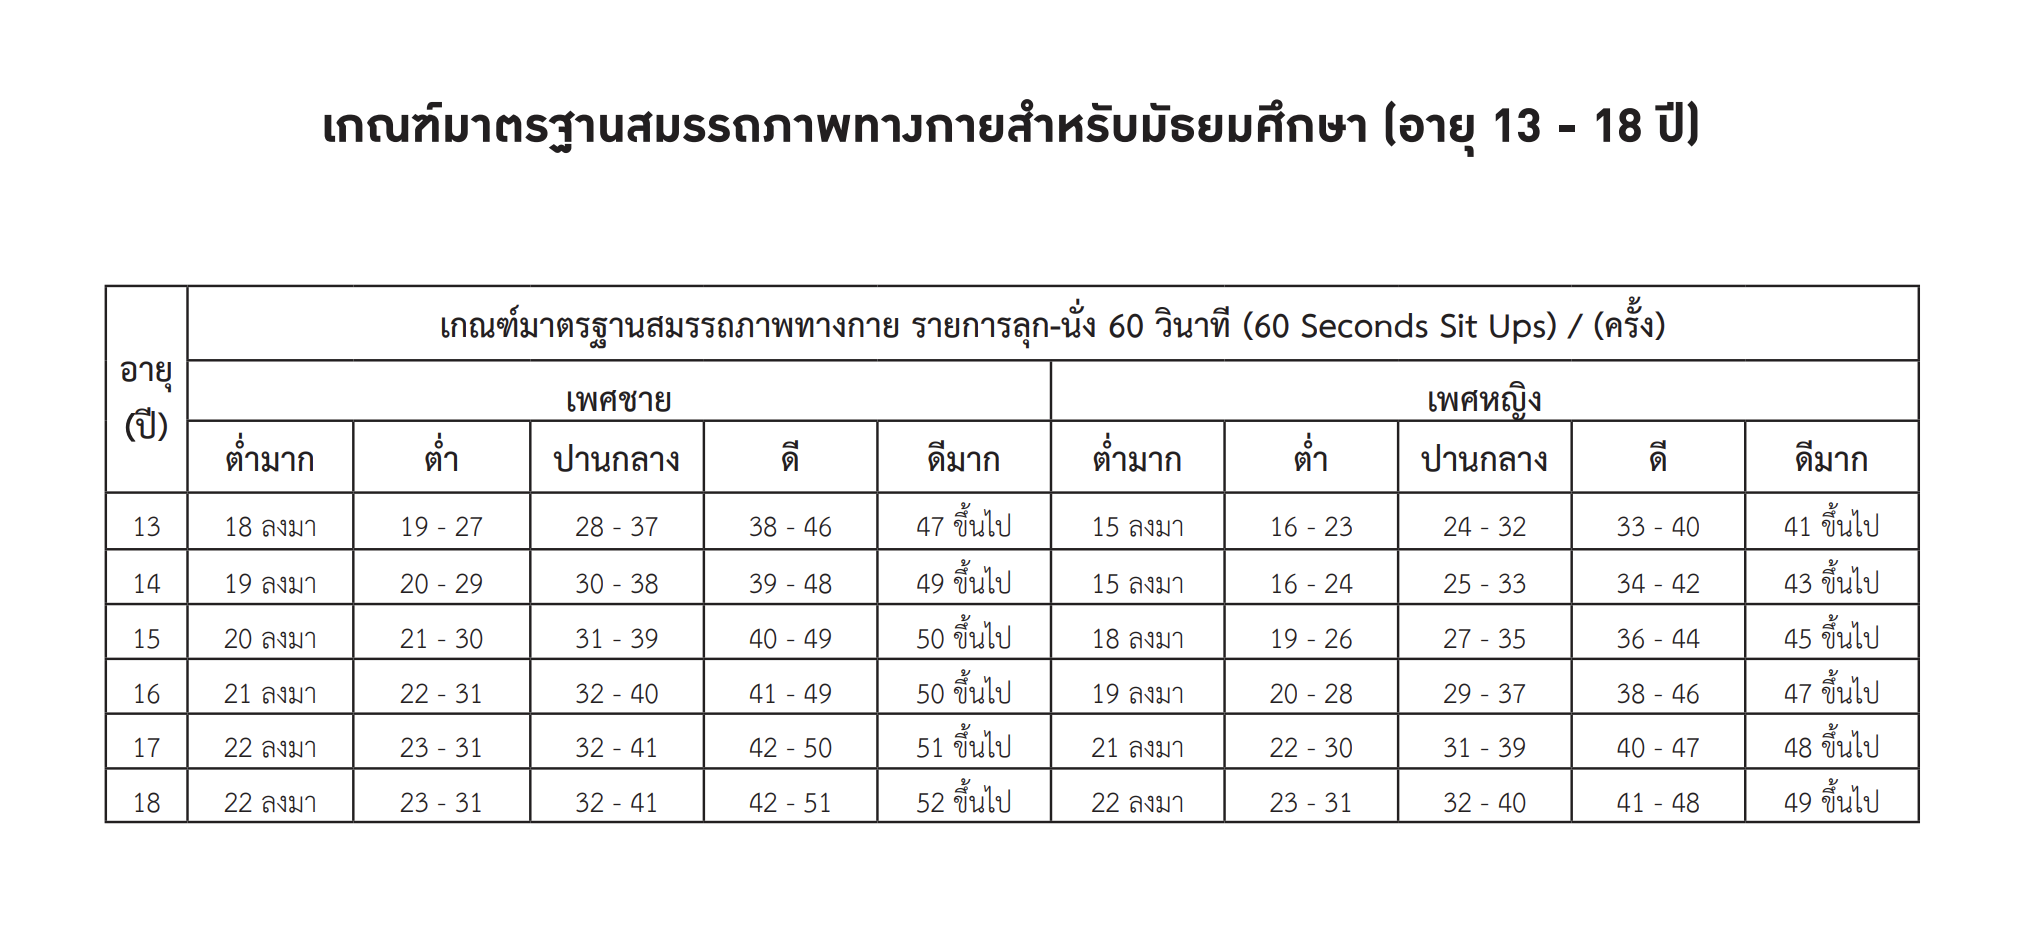 เกณฑ์มาตรฐานสมรรถภาพทางกายสำหรับมัธยมศึกษา (อายุ 13 - 18 ปี)
อายุ (ปี) เกณฑ์มาตรฐานสมรรถภาพทางกาย รายการลุก-นั่ง 60 วินาที (60 Seconds Sit Ups) / (ครั้ง)
เพศชาย เพศหญิง
ต่ำมาก ต่ำ ปานกลาง ดี ดีมาก ต่ำมาก ต่ำ ปานกลาง ดี ดีมาก
13 18 ลงมา 19 - 27 28 - 37 38 - 46 47 ขึ้นไป 15 ลงมา 16 - 23 24 - 32 33 - 40 41 ขึ้นไป
14 19 ลงมา 20 - 29 30 - 38 39 - 48 49 ขึ้นไป 15 ลงมา 16 - 24 25 - 33 34 - 42 43 ขึ้นไป
15 20 ลงมา 21 - 30 31 - 39 40 - 49 50 ขึ้นไป 18 ลงมา 19 - 26 27 - 35 36 - 44 45 ขึ้นไป
16 21 ลงมา 22 - 31 32 - 40 41 - 49 50 ขึ้นไป 19 ลงมา 20 - 28 29 - 37 38 - 46 47 ขึ้นไป
17 22 ลงมา 23 - 31 32 - 41 42 - 50 51 ขึ้นไป 21 ลงมา 22 - 30 31 - 39 40 - 47 48 ขึ้นไป
18 22 ลงมา 23 - 31 32 - 41 42 - 51 52 ขึ้นไป 22 ลงมา 23 - 31 32 - 40 41 - 48 49 ขึ้นไป